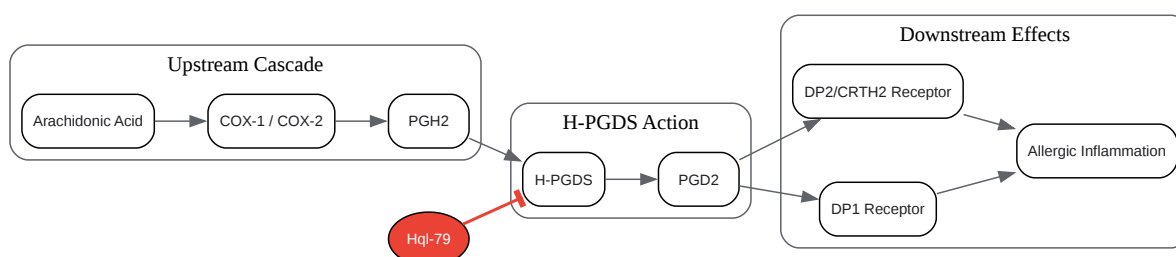 Upstream Cascade
Arachidonic Acid
COX-1 / COX-2
PGH2
H-PGDS Action
H-PGDS
PGD2
Hql-79
Downstream Effects
DP2/CRTH2 Receptor
DP1 Receptor
Allergic Inflammation